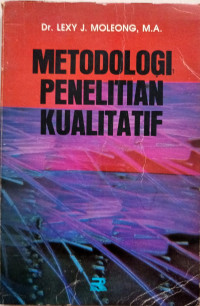 Dr. LEXY J. MOLEONG, M.A.
METODOLOGI
PENELITIAN
KUALITATIF